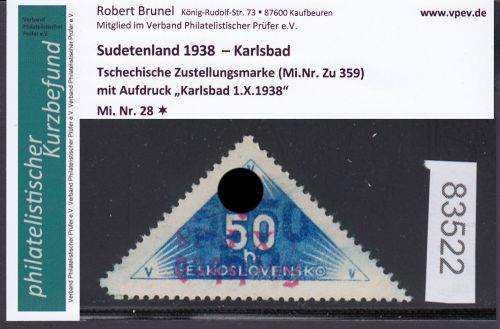 Robert Brunel König-Rudolf-Str. 73 • 87600 Kaufbeuren
Mitglied im Verband Philatelistischer Prüfer e.V.
www.vpev.de
Verband
Philatelistischer
Prüfer e.V.
Sudetenland 1938 – Karlsbad
Tschechische Zustellungsmarke (Mi.Nr. Zu 359)
mit Aufdruck „Karlsbad 1.X.1938“
Mi. Nr. 28 ✶
philatelistischer
Kurzbefund
50
h
V V
ČESKOSLOVENSKO
83522